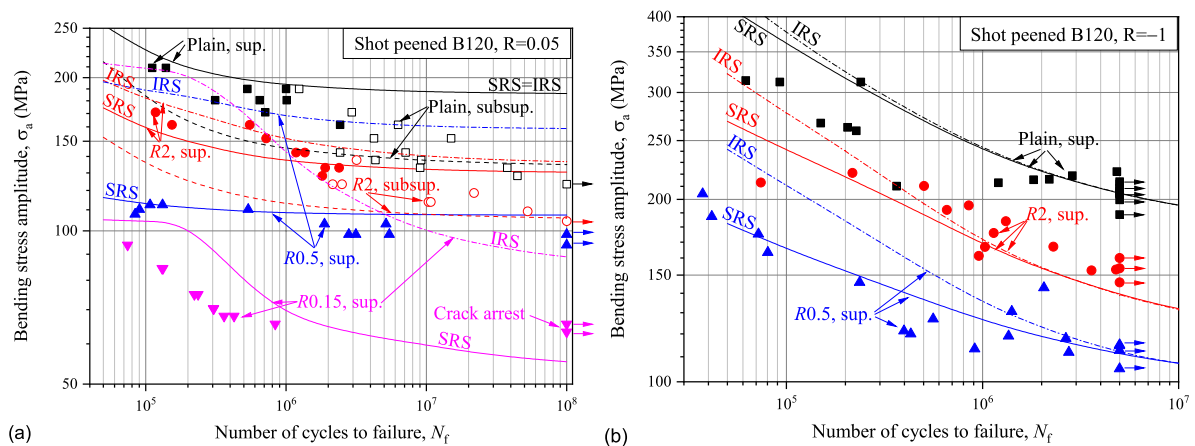 (a)
Bending stress amplitude, σa (MPa)
200
150
100
50
10^5
10^6
10^7
10^8
Number of cycles to failure, Nf
Shot peened B120, R=0.05
Plain, sup.
SRS=IRS
IRS
IRS
SRS
Plain, subsup.
R2, sup.
R2, subsup.
SRS
R0.5, sup.
IRS
R0.15, sup.
Crack arrest
SRS
(b)
Bending stress amplitude, σa (MPa)
400
350
300
250
200
150
100
10^5
10^6
10^7
Number of cycles to failure, Nf
Shot peened B120, R=−1
IRS
SRS
IRS
SRS
Plain, sup.
IRS
R2, sup.
SRS
R0.5, sup.